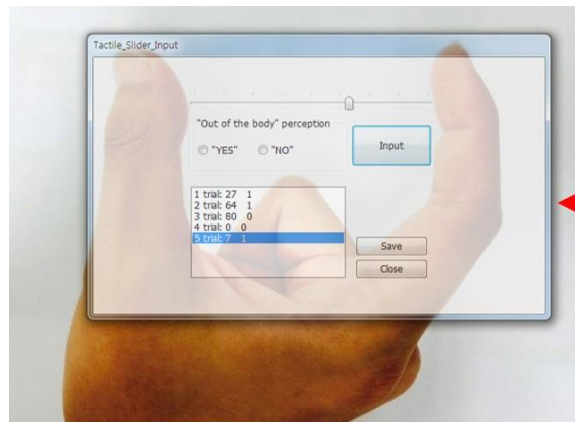 Tactile_Slider_Input
"Out of the body" perception
"YES" "NO"
Input
1 trial: 27 1
2 trial: 64 1
3 trial: 80 0
4 trial: 0 0
5 trial: 7 1
Save
Close